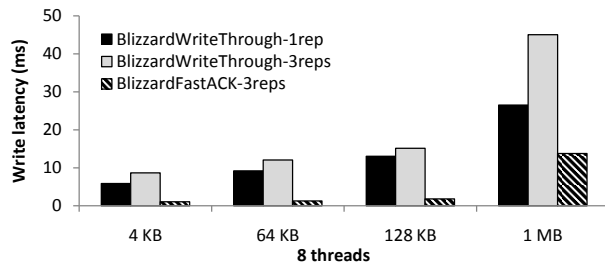 50
40
30
20
10
0
Write latency (ms)
BlizzardWriteThrough-1rep
BlizzardWriteThrough-3reps
BlizzardFastACK-3reps
4 KB 64 KB 128 KB 1 MB
8 threads